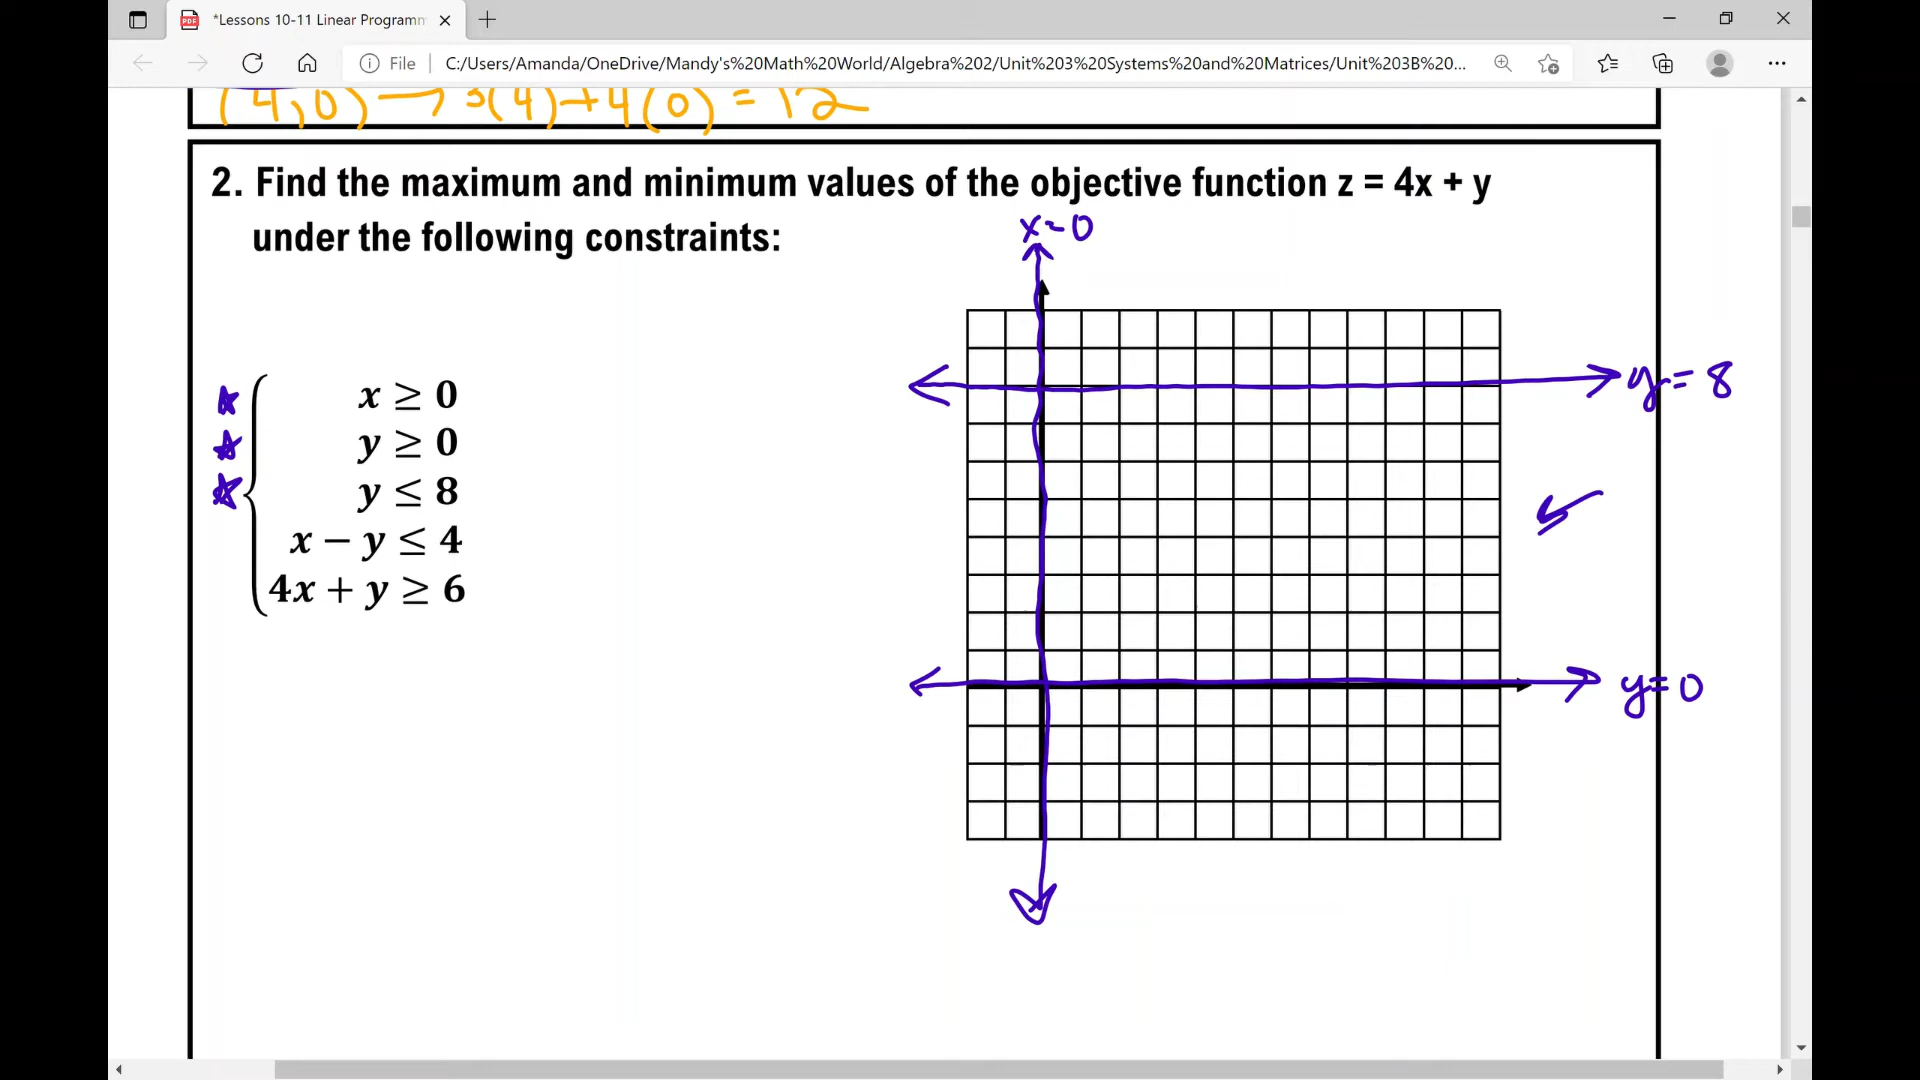 *Lessons 10-11 Linear Programm
File
C:/Users/Amanda/OneDrive/Mandy's%20Math%20World/Algebra%202/Unit%203%20Systems%20and%20Matrices/Unit%203B%20...
(4,0) → 3(4)+4(0) = 12
2. Find the maximum and minimum values of the objective function z = 4x + y
under the following constraints:
x=0
x ≥ 0
y ≥ 0
y ≤ 8
x − y ≤ 4
4x + y ≥ 6
y=8
y=0